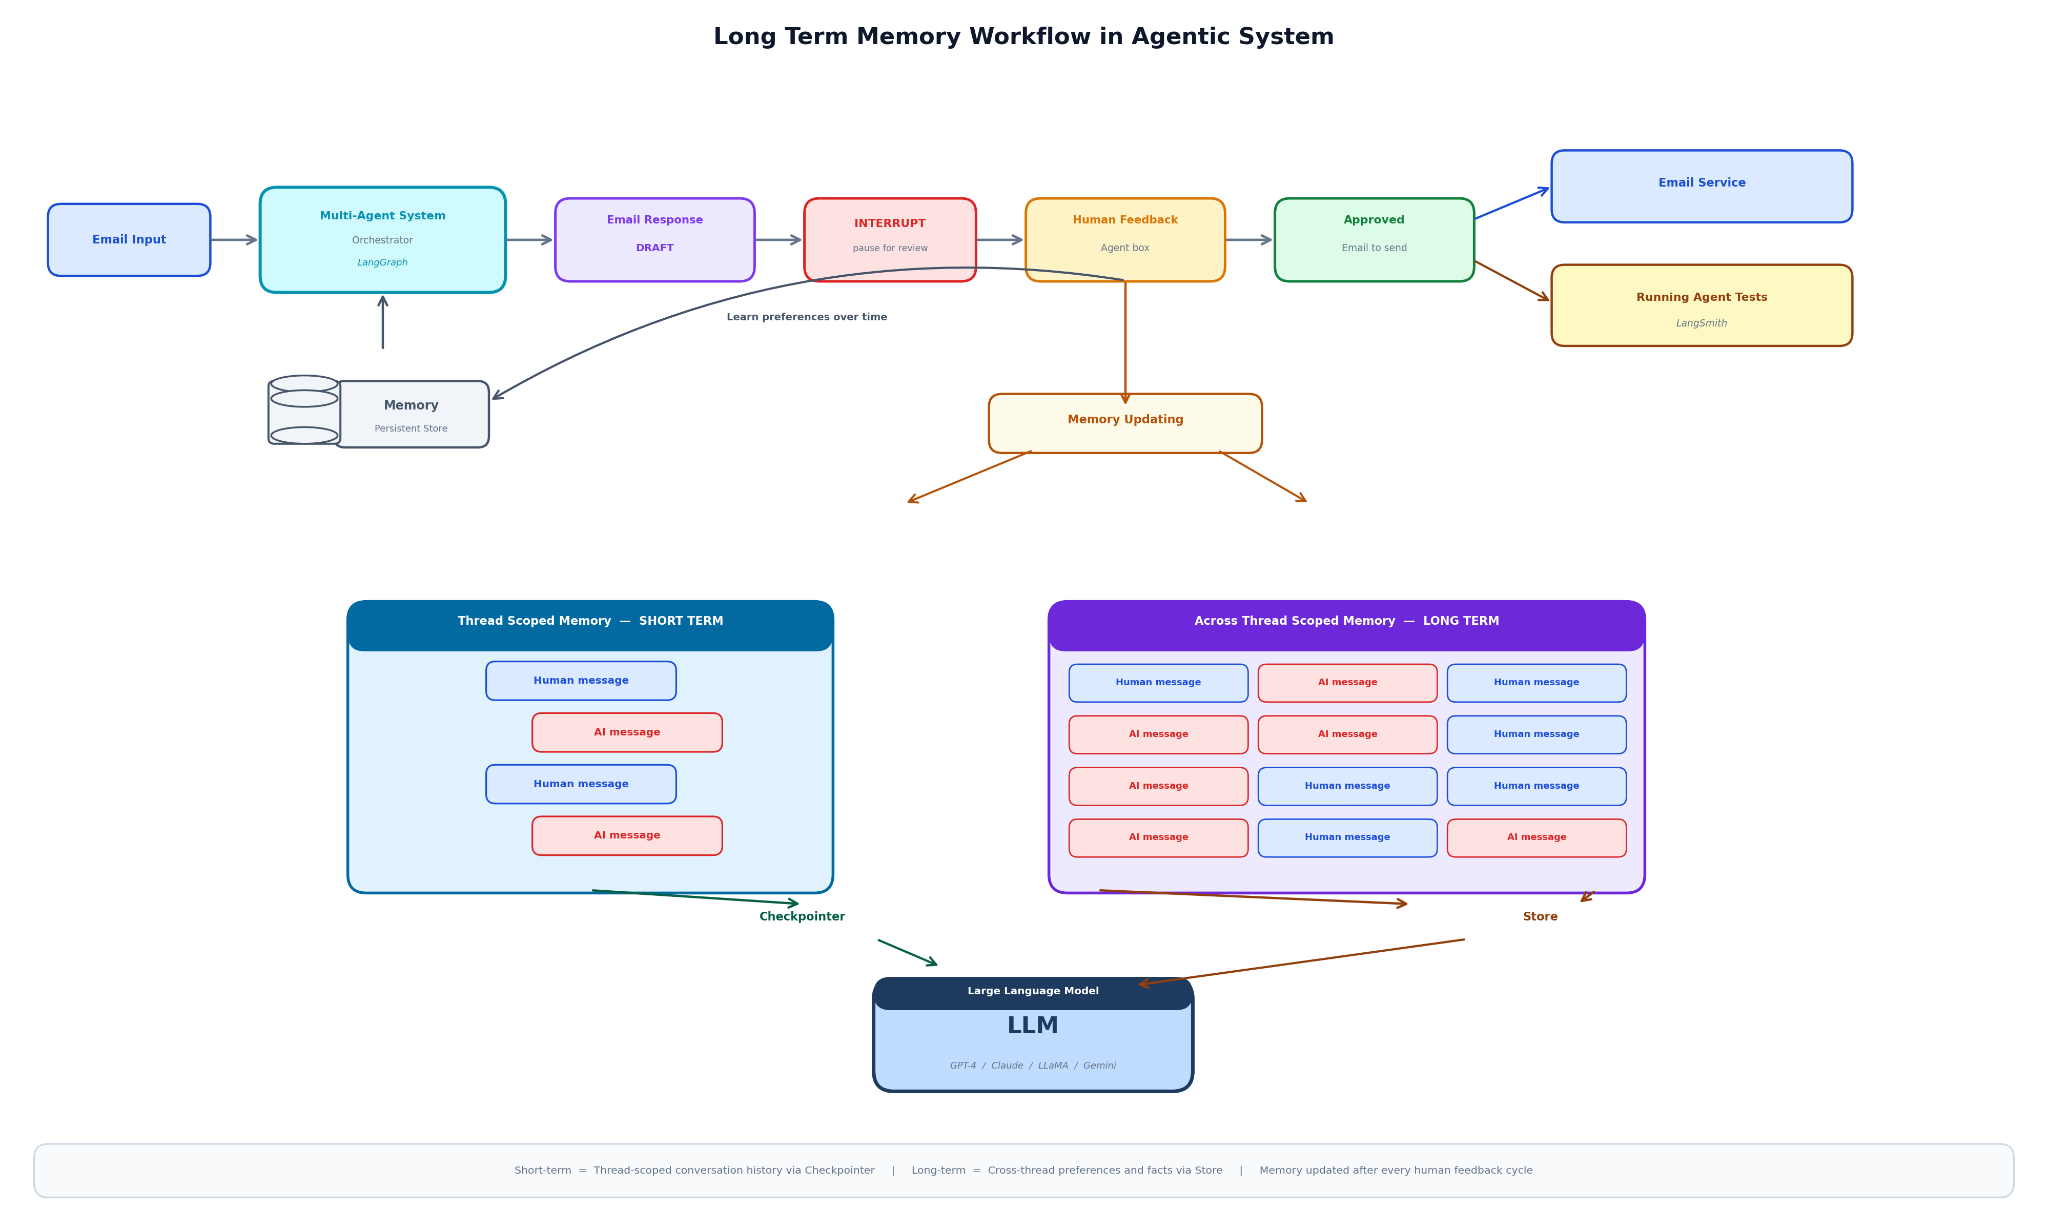 Long Term Memory Workflow in Agentic System
Email Input
Multi-Agent System
Orchestrator
LangGraph
Email Response
DRAFT
INTERRUPT
pause for review
Human Feedback
Agent box
Approved
Email to send
Email Service
Running Agent Tests
LangSmith
Learn preferences over time
Memory
Persistent Store
Memory Updating
Thread Scoped Memory — SHORT TERM
Human message
AI message
Human message
AI message
Across Thread Scoped Memory — LONG TERM
Human message AI message Human message
AI message AI message Human message
AI message Human message Human message
AI message Human message AI message
Checkpointer
Store
Large Language Model
LLM
GPT-4 / Claude / LLaMA / Gemini
Short-term = Thread-scoped conversation history via Checkpointer | Long-term = Cross-thread preferences and facts via Store | Memory updated after every human feedback cycle